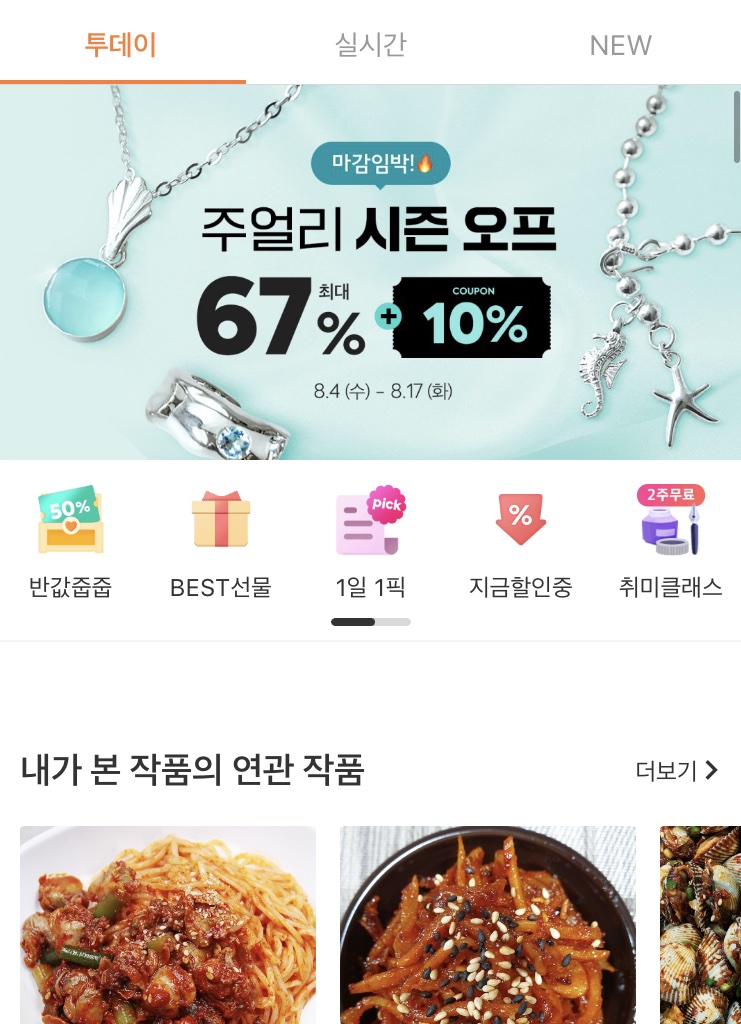 투데이
실시간
NEW
마감임박!🔥
주얼리 시즌 오프
67 최대 % + COUPON 10%
8.4 (수) - 8.17 (화)
50%
pick
%
2주무료
반값줍줍
BEST선물
1일 1픽
지금할인중
취미클래스
내가 본 작품의 연관 작품
더보기 >